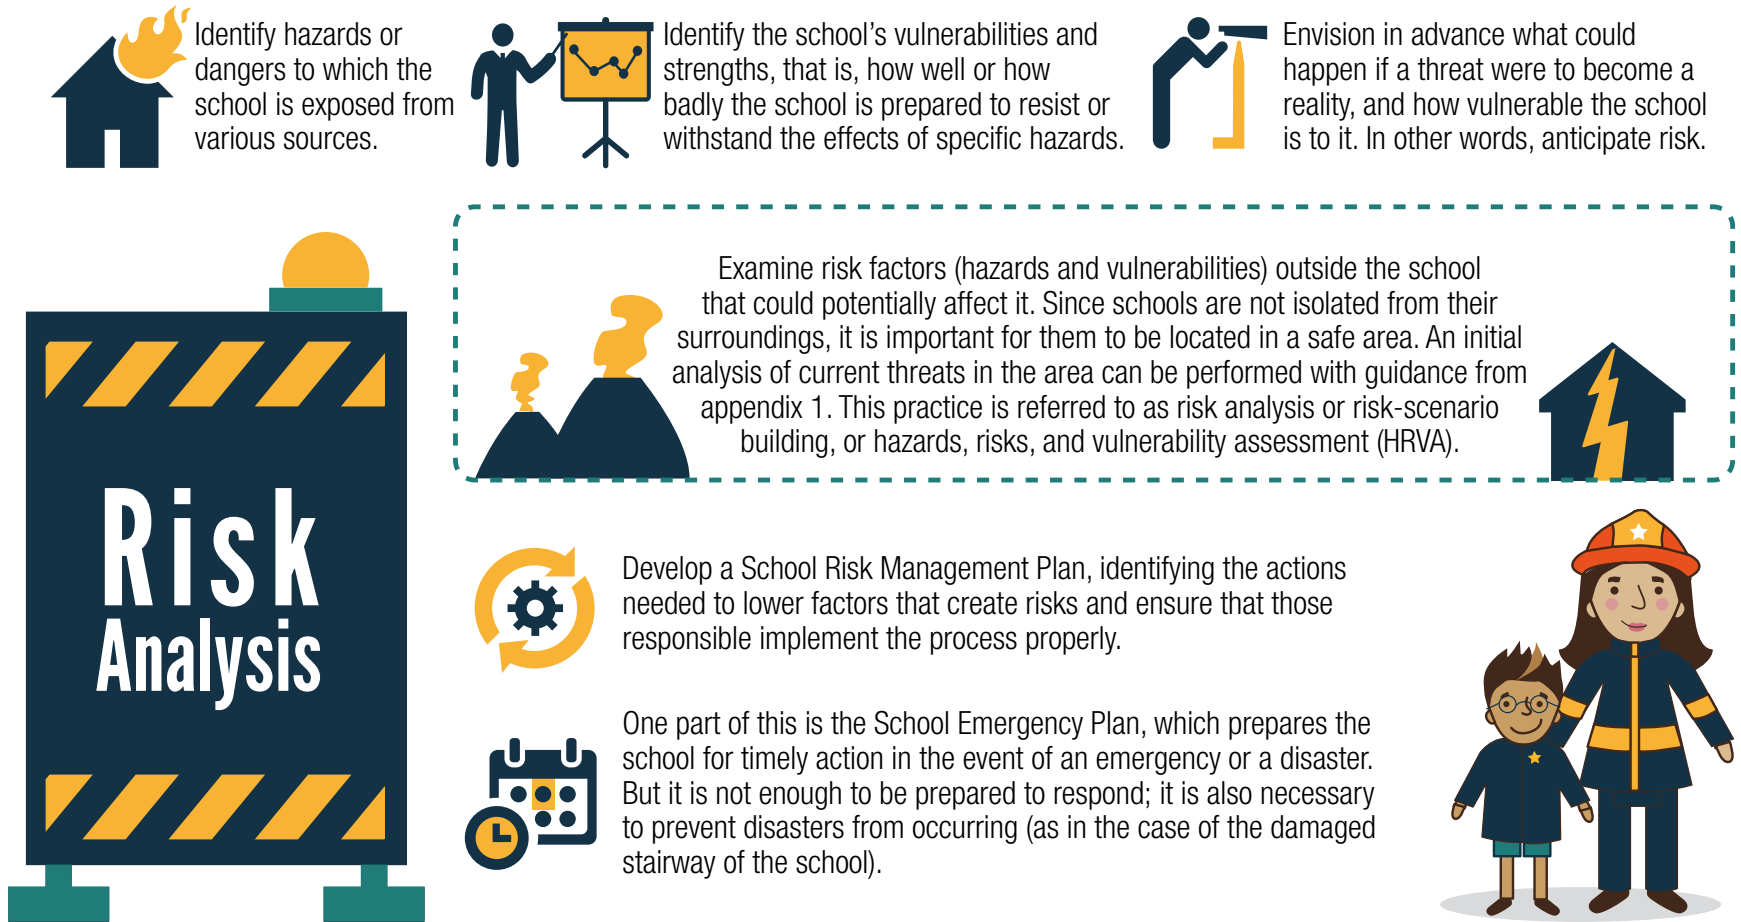 Identify hazards or
dangers to which the
school is exposed from
various sources.
Identify the school’s vulnerabilities and
strengths, that is, how well or how
badly the school is prepared to resist or
withstand the effects of specific hazards.
Envision in advance what could
happen if a threat were to become a
reality, and how vulnerable the school
is to it. In other words, anticipate risk.
Examine risk factors (hazards and vulnerabilities) outside the school
that could potentially affect it. Since schools are not isolated from their
surroundings, it is important for them to be located in a safe area. An initial
analysis of current threats in the area can be performed with guidance from
appendix 1. This practice is referred to as risk analysis or risk-scenario
building, or hazards, risks, and vulnerability assessment (HRVA).
Risk
Analysis
Develop a School Risk Management Plan, identifying the actions
needed to lower factors that create risks and ensure that those
responsible implement the process properly.
One part of this is the School Emergency Plan, which prepares the
school for timely action in the event of an emergency or a disaster.
But it is not enough to be prepared to respond; it is also necessary
to prevent disasters from occurring (as in the case of the damaged
stairway of the school).